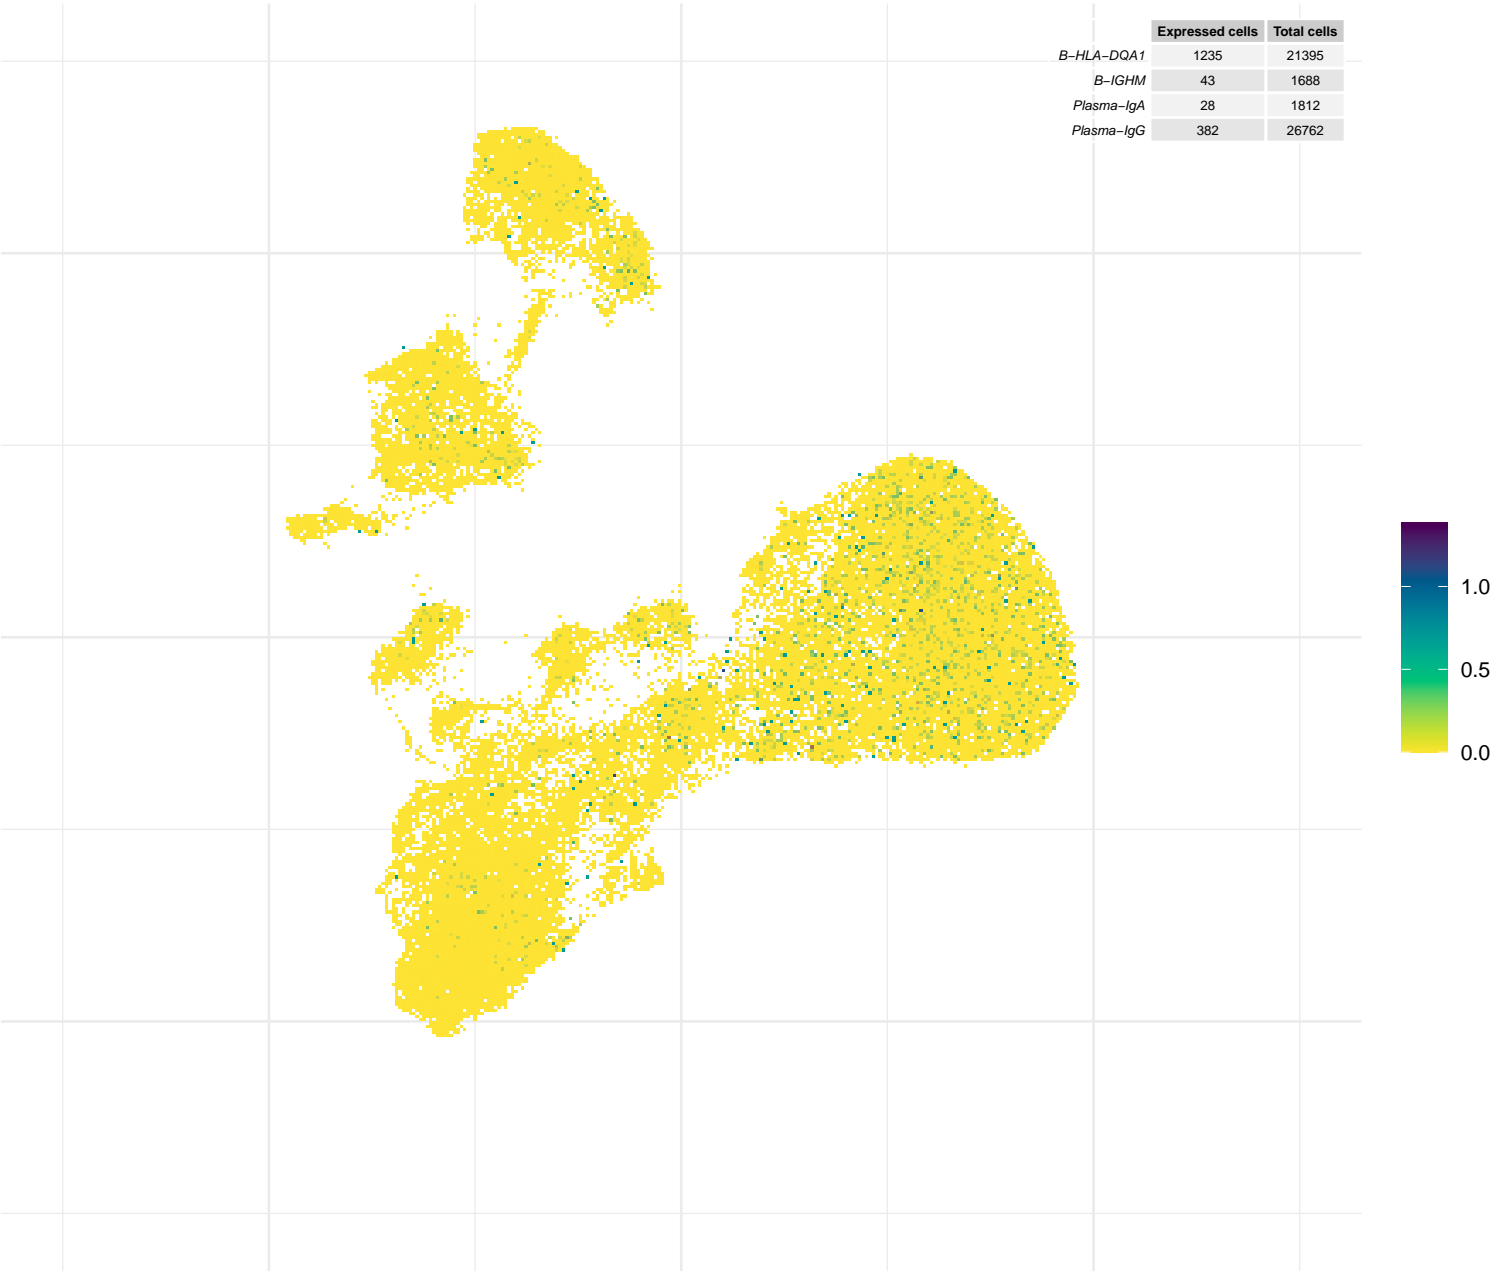 Expressed cells Total cells
B−HLA−DQA1 1235 21395
B−IGHM 43 1688
Plasma−IgA 28 1812
Plasma−IgG 382 26762
1.0
0.5
0.0